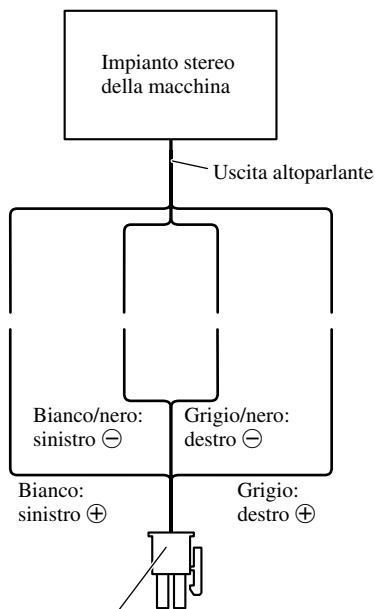 Impianto stereo
della macchina
Uscita altoparlante
Bianco/nero:
sinistro ⊖
Grigio/nero:
destro ⊖
Bianco:
sinistro ⊕
Grigio:
destro ⊕